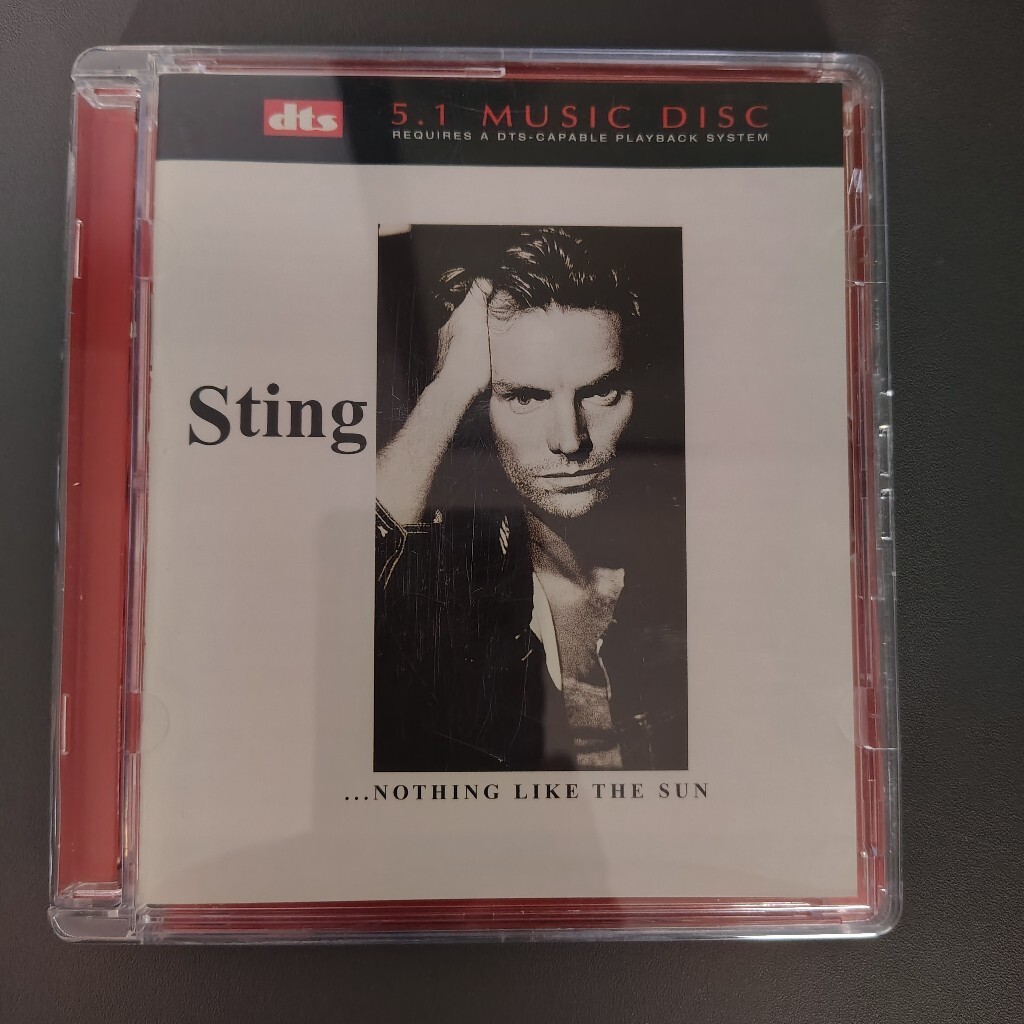 dts 5.1 MUSIC DISC
REQUIRES A DTS-CAPABLE PLAYBACK SYSTEM
Sting
...NOTHING LIKE THE SUN